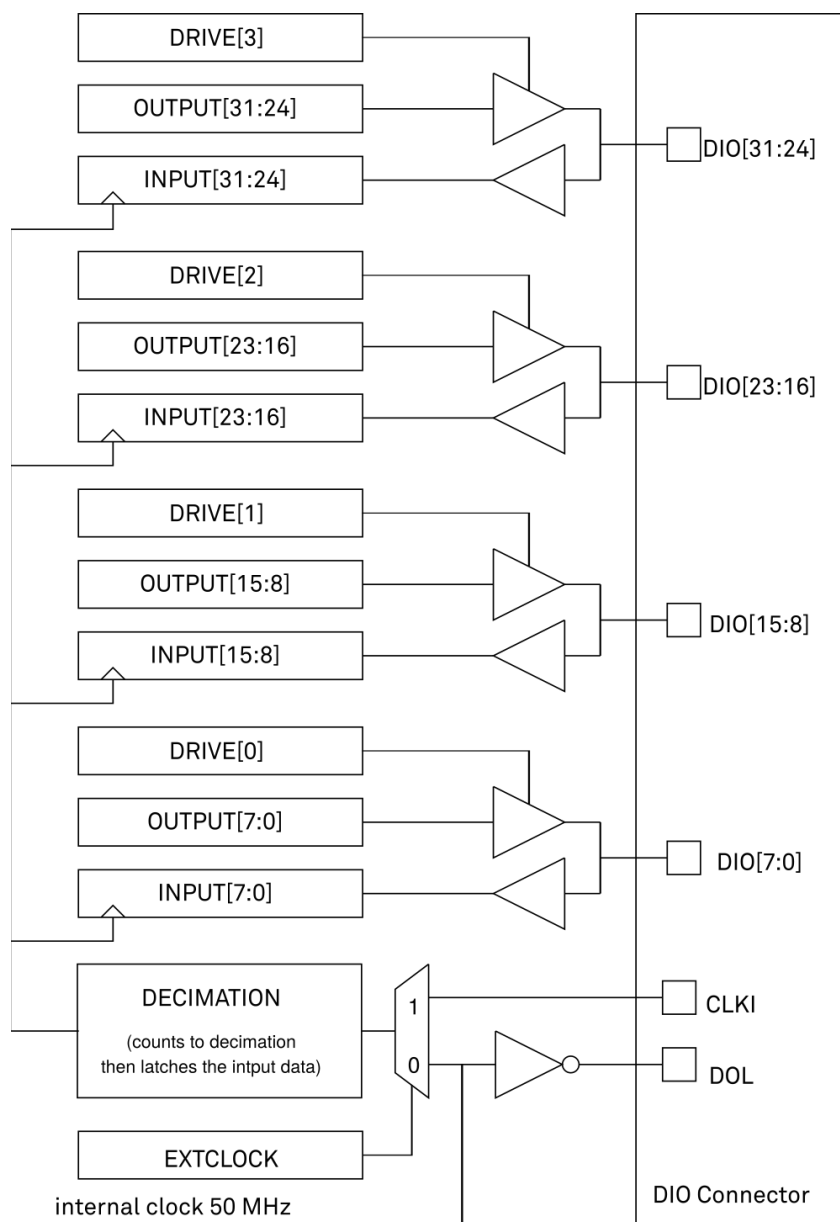 DRIVE[3]
OUTPUT[31:24]
INPUT[31:24]
DIO[31:24]
DRIVE[2]
OUTPUT[23:16]
INPUT[23:16]
DIO[23:16]
DRIVE[1]
OUTPUT[15:8]
INPUT[15:8]
DIO[15:8]
DRIVE[0]
OUTPUT[7:0]
INPUT[7:0]
DIO[7:0]
DECIMATION
(counts to decimation
then latches the intput data)
1
0
CLKI
DOL
EXTCLOCK
internal clock 50 MHz
DIO Connector